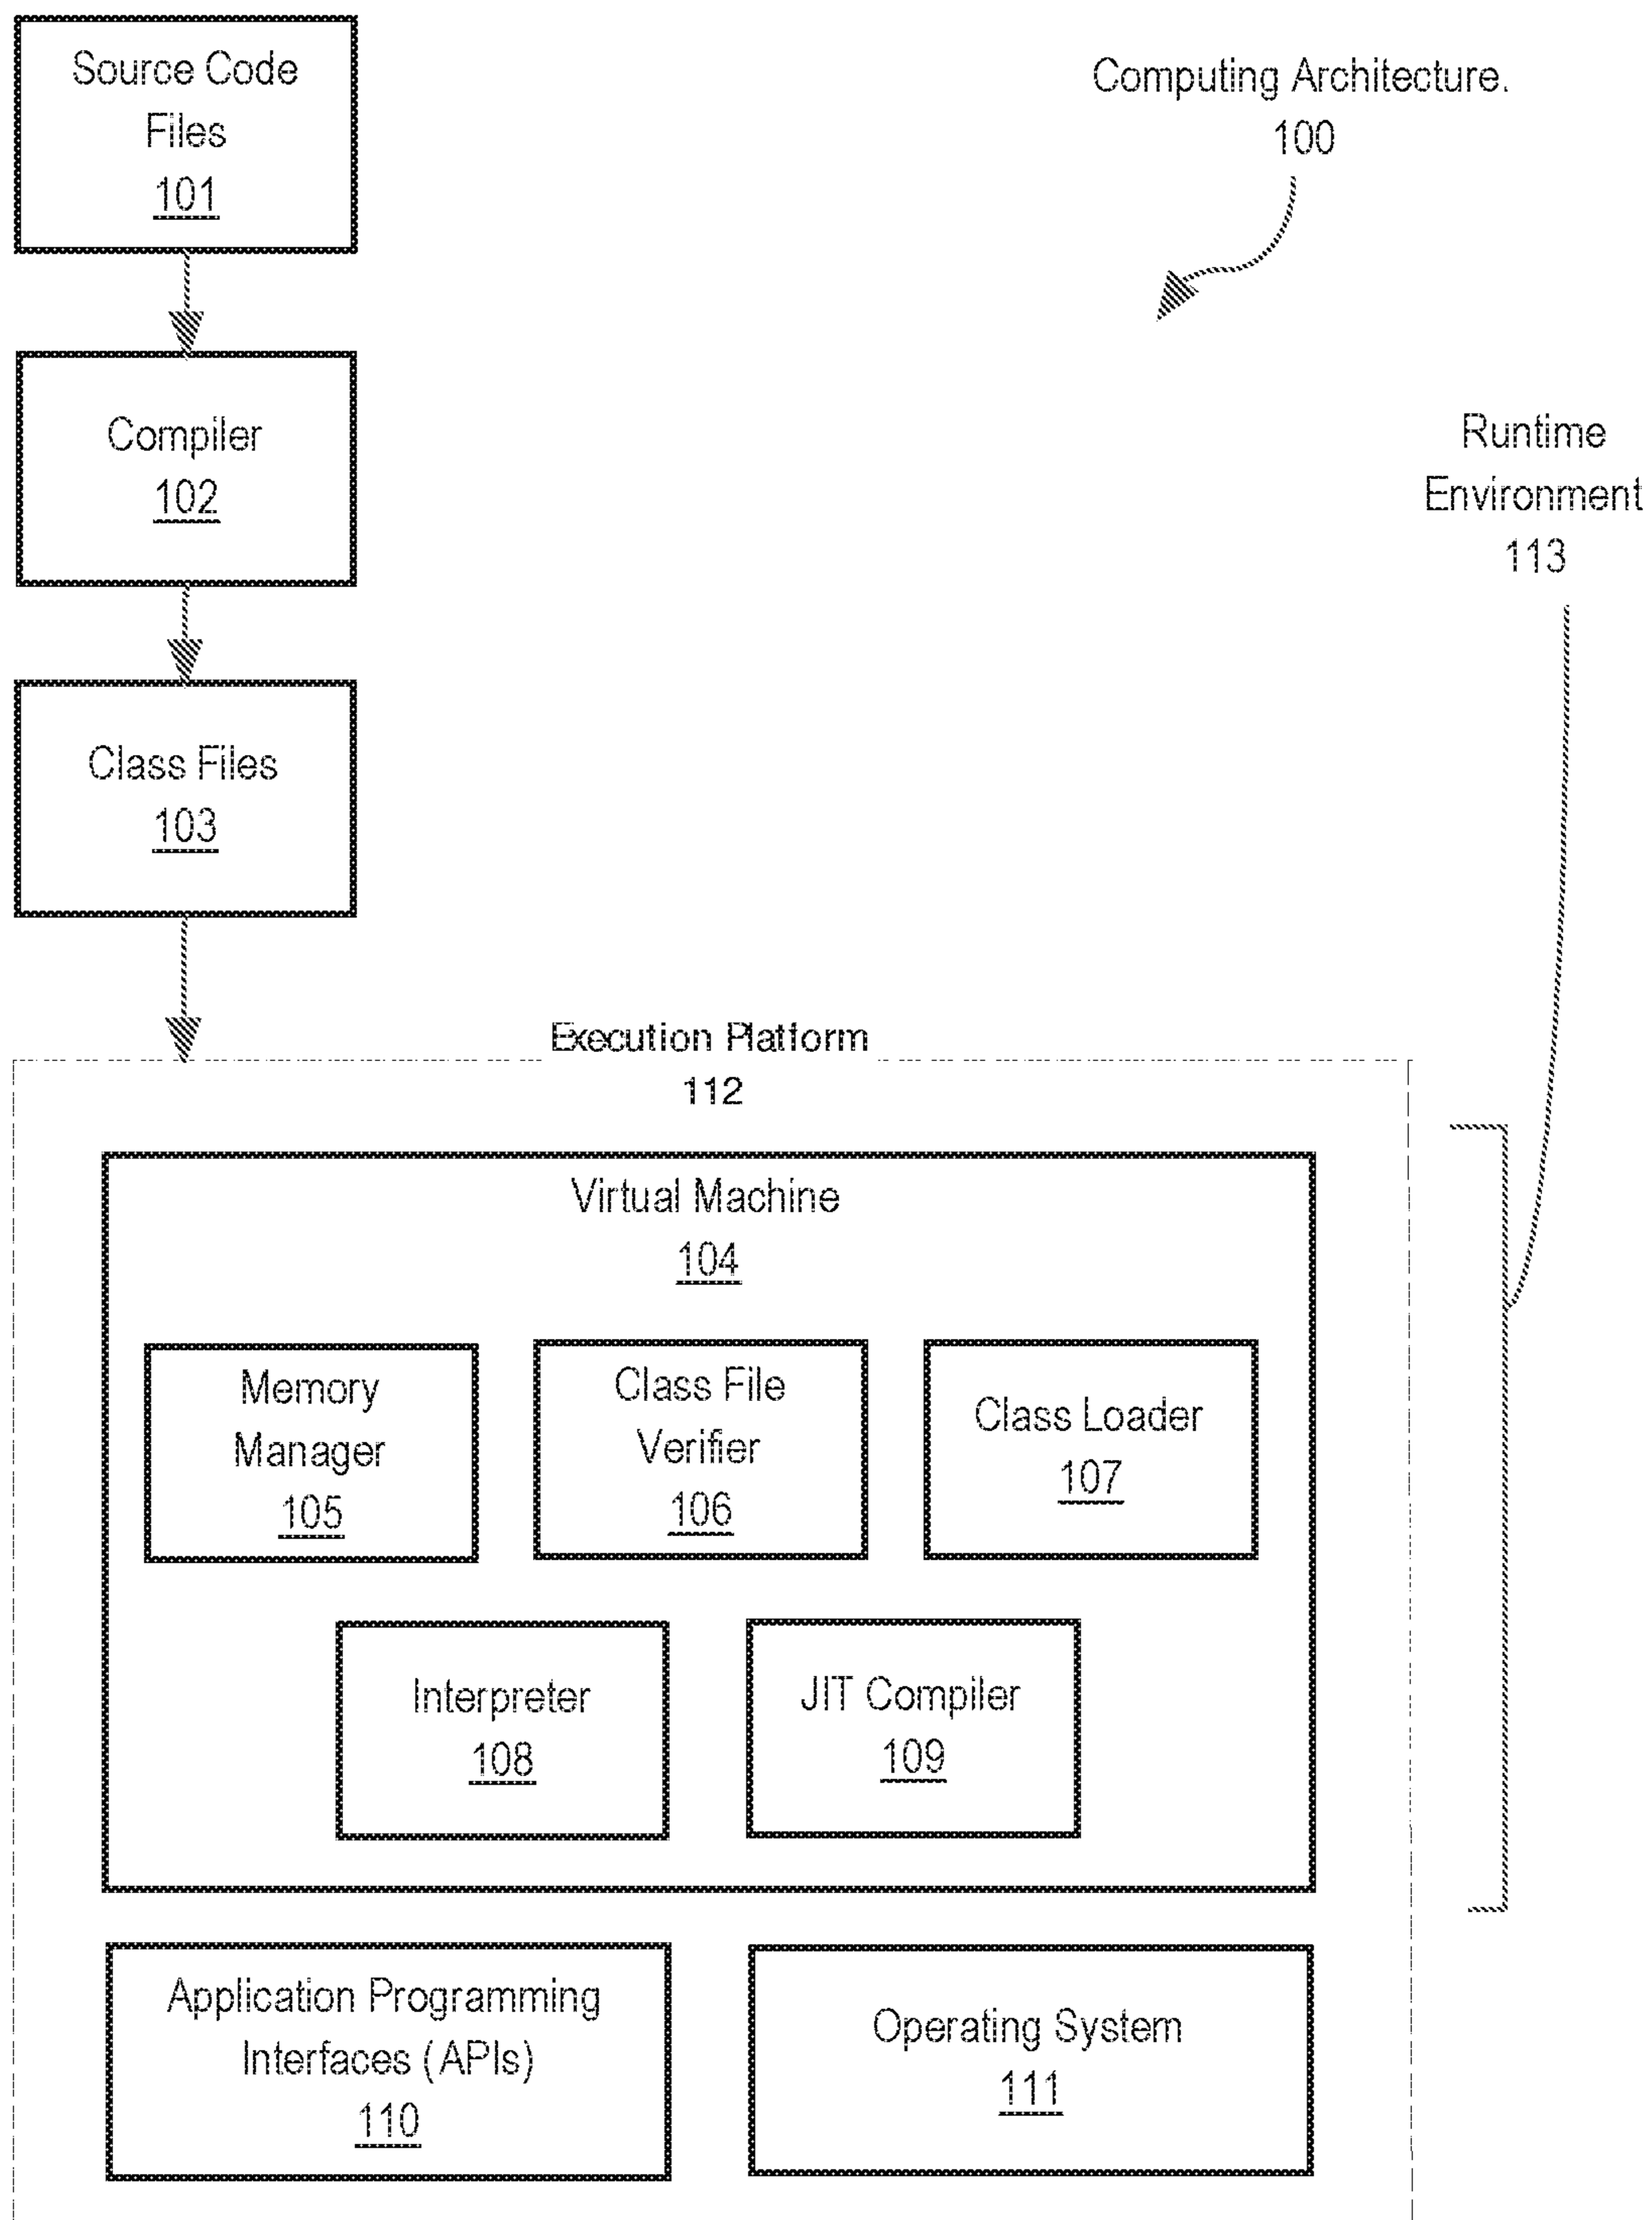 Source Code
Files
101
Computing Architecture.
100
Compiler
102
Runtime
Environment
113
Class Files
103
Execution Platform
112
Virtual Machine
104
Memory
Manager
105
Class File
Verifier
106
Class Loader
107
Interpreter
108
JIT Compiler
109
Application Programming
Interfaces (APIs)
110
Operating System
111